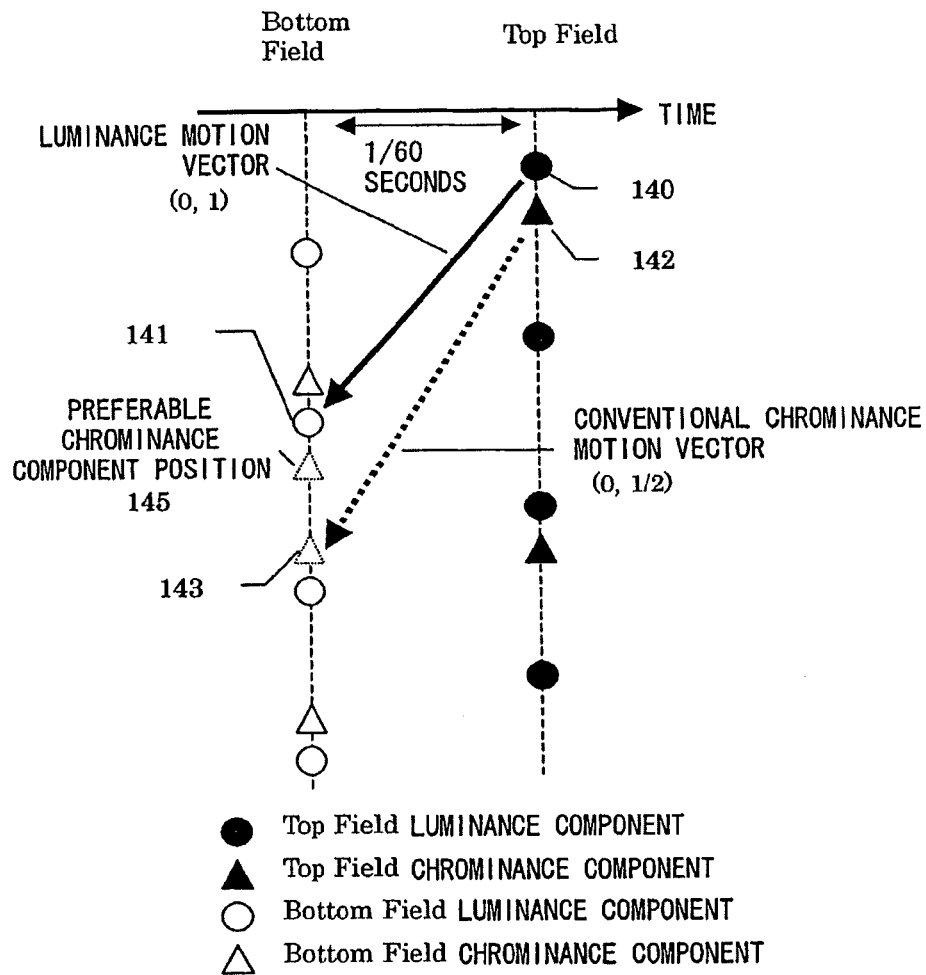 Bottom
Field
Top Field
TIME
LUMINANCE MOTION
VECTOR
(0, 1)
1/60
SECONDS
140
142
141
PREFERABLE
CHROMINANCE
COMPONENT POSITION
145
CONVENTIONAL CHROMINANCE
MOTION VECTOR
(0, 1/2)
143
Top Field LUMINANCE COMPONENT
Top Field CHROMINANCE COMPONENT
Bottom Field LUMINANCE COMPONENT
Bottom Field CHROMINANCE COMPONENT